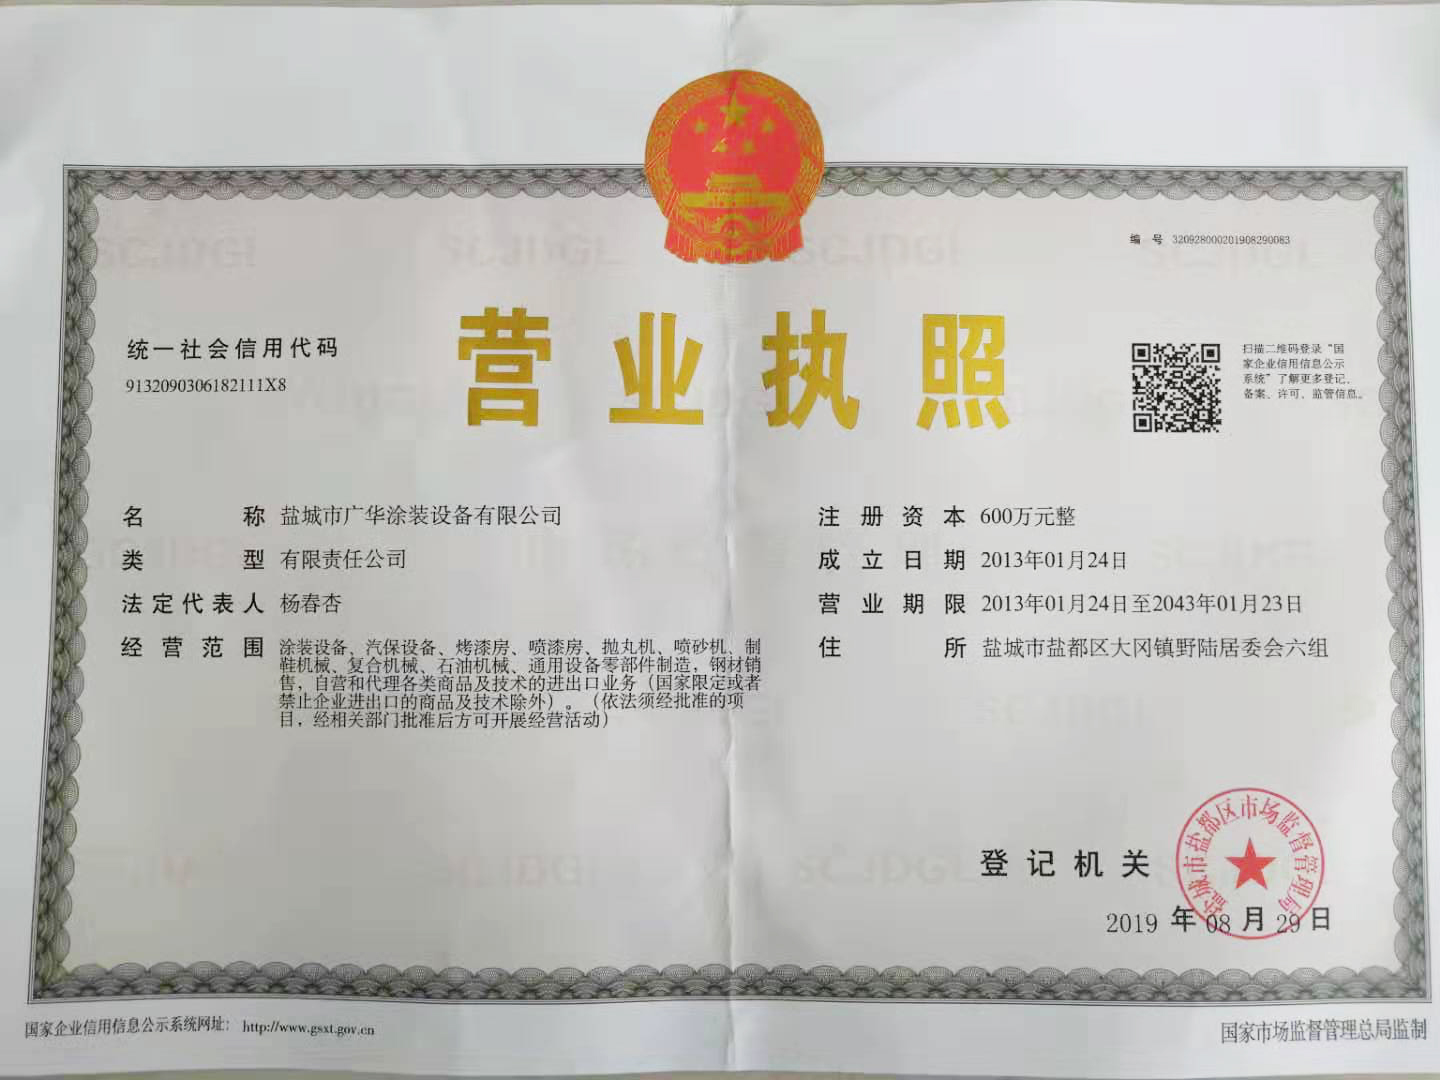 编 号 320928000201908290083
营业执照
统一社会信用代码
9132090306182111X8
扫描二维码登录“国
家企业信用信息公示
系统”了解更多登记、
备案、许可、监管信息。
名 称 盐城市广华涂装设备有限公司
类 型 有限责任公司
法定代表人 杨春杏
经营范围 涂装设备、汽保设备、烤漆房、喷漆房、抛丸机、喷砂机、制
鞋机械、复合机械、石油机械、通用设备零部件制造，钢材销
售，自营和代理各类商品及技术的进出口业务（国家限定或者
禁止企业进出口的商品及技术除外）。（依法须经批准的项
目，经相关部门批准后方可开展经营活动）
注册资本 600万元整
成立日期 2013年01月24日
营业期限 2013年01月24日至2043年01月23日
住 所 盐城市盐都区大冈镇野陆居委会六组
登记机关
盐城市盐都区市场监督管理局
2019 年 08 月 29 日
国家企业信用信息公示系统网址： http://www.gsxt.gov.cn
国家市场监督管理总局监制